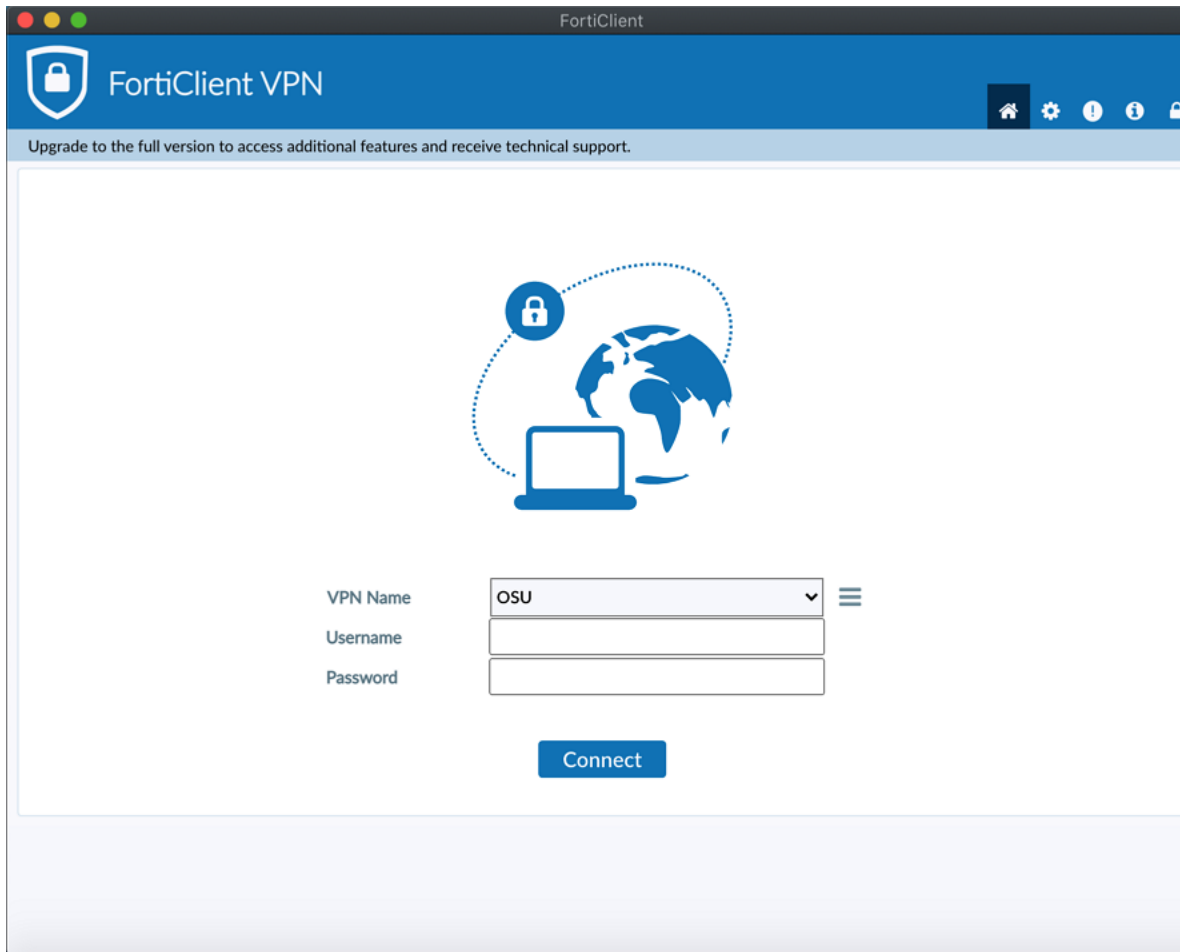 FortiClient
FortiClient VPN
Upgrade to the full version to access additional features and receive technical support.
VPN Name
OSU
Username
Password
Connect